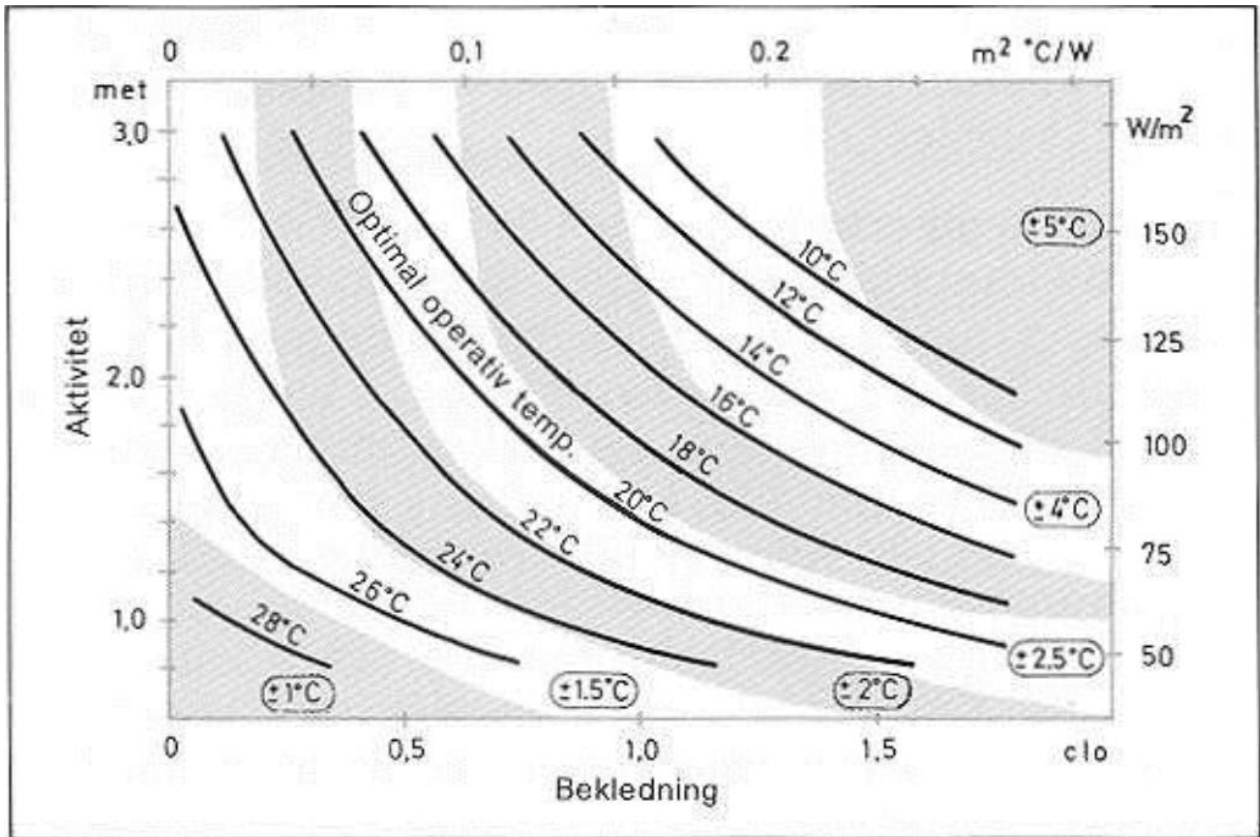 0 0,1 0.2 m² °C/W
met
3,0
W/m²
±5°C
150
Optimal operativ temp.
10°C
12°C
14°C
16°C
18°C
20°C
22°C
24°C
26°C
28°C
125
2,0
Aktivitet
100
±4°C
75
1,0
50
±2.5°C
±1°C ±1.5°C ±2°C
0 0,5 1,0 1,5 clo
Bekledning